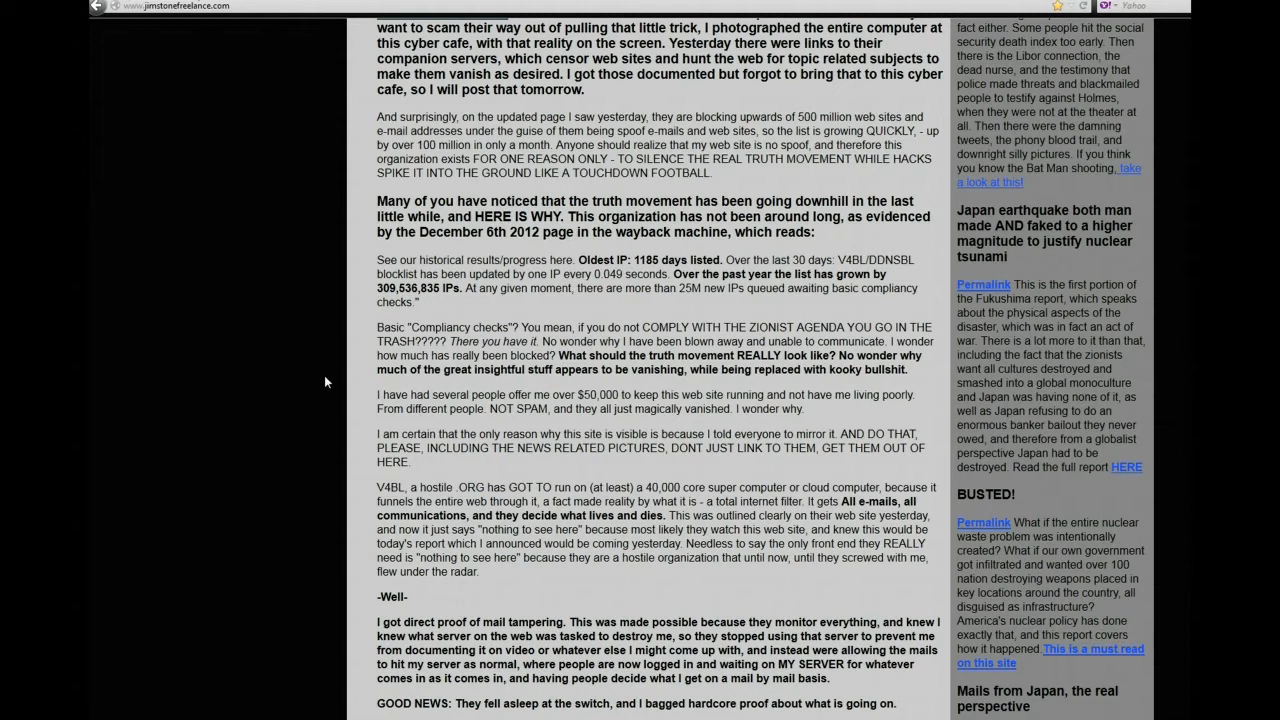 www.jimstonefreelance.com
Yahoo
want to scam their way out of pulling that little trick, I photographed the entire computer at
this cyber cafe, with that reality on the screen. Yesterday there were links to their
companion servers, which censor web sites and hunt the web for topic related subjects to
make them vanish as desired. I got those documented but forgot to bring that to this cyber
cafe, so I will post that tomorrow.
And surprisingly, on the updated page I saw yesterday, they are blocking upwards of 500 million web sites and
e-mail addresses under the guise of them being spoof e-mails and web sites, so the list is growing QUICKLY, - up
by over 100 million in only a month. Anyone should realize that my web site is no spoof, and therefore this
organization exists FOR ONE REASON ONLY - TO SILENCE THE REAL TRUTH MOVEMENT WHILE HACKS
SPIKE IT INTO THE GROUND LIKE A TOUCHDOWN FOOTBALL.
Many of you have noticed that the truth movement has been going downhill in the last
little while, and HERE IS WHY. This organization has not been around long, as evidenced
by the December 6th 2012 page in the wayback machine, which reads:
See our historical results/progress here. Oldest IP: 1185 days listed. Over the last 30 days: V4BL/DDNSBL
blocklist has been updated by one IP every 0.049 seconds. Over the past year the list has grown by
309,536,835 IPs. At any given moment, there are more than 25M new IPs queued awaiting basic compliancy
checks."
Basic "Compliancy checks"? You mean, if you do not COMPLY WITH THE ZIONIST AGENDA YOU GO IN THE
TRASH????? There you have it. No wonder why I have been blown away and unable to communicate. I wonder
how much has really been blocked? What should the truth movement REALLY look like? No wonder why
much of the great insightful stuff appears to be vanishing, while being replaced with kooky bullshit.
I have had several people offer me over $50,000 to keep this web site running and not have me living poorly.
From different people. NOT SPAM, and they all just magically vanished. I wonder why.
I am certain that the only reason why this site is visible is because I told everyone to mirror it. AND DO THAT,
PLEASE, INCLUDING THE NEWS RELATED PICTURES, DONT JUST LINK TO THEM, GET THEM OUT OF
HERE.
V4BL, a hostile .ORG has GOT TO run on (at least) a 40,000 core super computer or cloud computer, because it
funnels the entire web through it, a fact made reality by what it is - a total internet filter. It gets All e-mails, all
communications, and they decide what lives and dies. This was outlined clearly on their web site yesterday,
and now it just says "nothing to see here" because most likely they watch this web site, and knew this would be
today's report which I announced would be coming yesterday. Needless to say the only front end they REALLY
need is "nothing to see here" because they are a hostile organization that until now, until they screwed with me,
flew under the radar.
-Well-
I got direct proof of mail tampering. This was made possible because they monitor everything, and knew I
knew what server on the web was tasked to destroy me, so they stopped using that server to prevent me
from documenting it on video or whatever else I might come up with, and instead were allowing the mails
to hit my server as normal, where people are now logged in and waiting on MY SERVER for whatever
comes in as it comes in, and having people decide what I get on a mail by mail basis.
GOOD NEWS: They fell asleep at the switch, and I bagged hardcore proof about what is going on.
fact either. Some people hit the social
security death index too early. Then
there is the Libor connection, the
dead nurse, and the testimony that
police made threats and blackmailed
people to testify against Holmes,
when they were not at the theater at
all. Then there were the damning
tweets, the phony blood trail, and
downright silly pictures. If you think
you know the Bat Man shooting, take
a look at this!
Japan earthquake both man
made AND faked to a higher
magnitude to justify nuclear
tsunami
Permalink This is the first portion of
the Fukushima report, which speaks
about the physical aspects of the
disaster, which was in fact an act of
war. There is a lot more to it than that,
including the fact that the zionists
want all cultures destroyed and
smashed into a global monoculture
and Japan was having none of it, as
well as Japan refusing to do an
enormous banker bailout they never
owed, and therefore from a globalist
perspective Japan had to be
destroyed. Read the full report HERE
BUSTED!
Permalink What if the entire nuclear
waste problem was intentionally
created? What if our own government
got infiltrated and wanted over 100
nation destroying weapons placed in
key locations around the country, all
disguised as infrastructure?
America's nuclear policy has done
exactly that, and this report covers
how it happened. This is a must read
on this site
Mails from Japan, the real
perspective